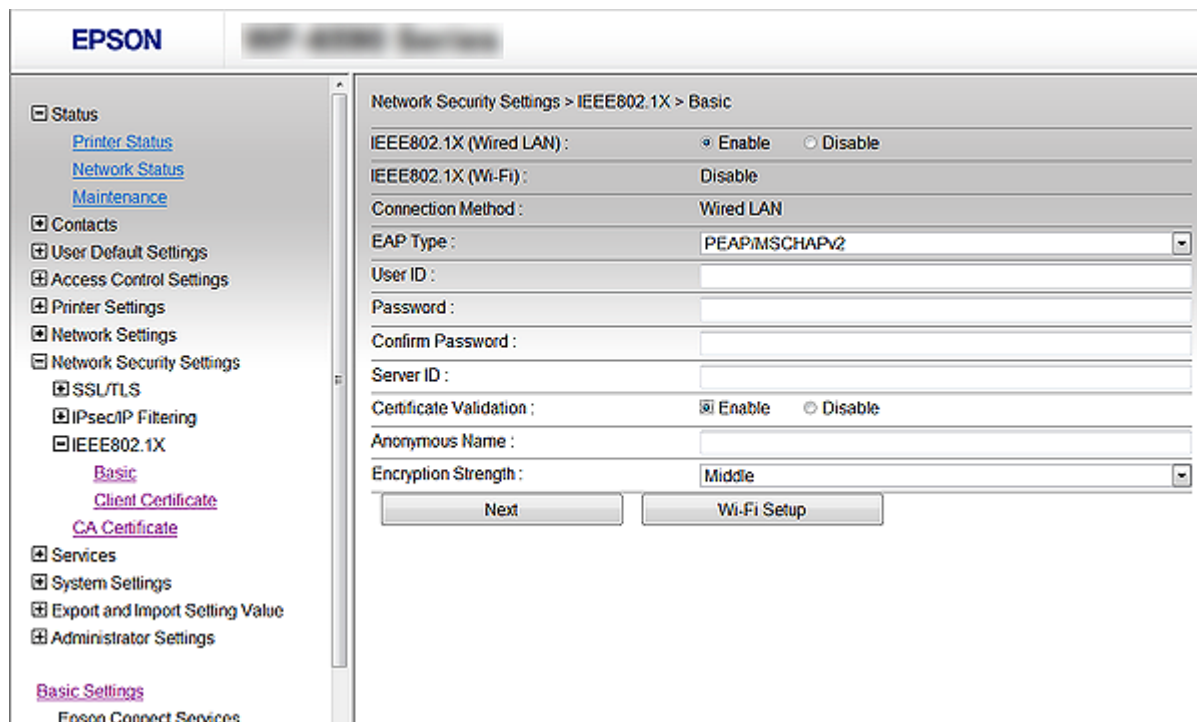 EPSON
Status
Printer Status
Network Status
Maintenance
Contacts
User Default Settings
Access Control Settings
Printer Settings
Network Settings
Network Security Settings
SSL/TLS
IPsec/IP Filtering
IEEE802.1X
Basic
Client Certificate
CA Certificate
Services
System Settings
Export and Import Setting Value
Administrator Settings
Basic Settings
Epson Connect Services
Network Security Settings > IEEE802.1X > Basic
IEEE802.1X (Wired LAN) : Enable Disable
IEEE802.1X (Wi-Fi) : Disable
Connection Method : Wired LAN
EAP Type : PEAP/MSCHAPv2
User ID :
Password :
Confirm Password :
Server ID :
Certificate Validation : Enable Disable
Anonymous Name :
Encryption Strength : Middle
Next Wi-Fi Setup